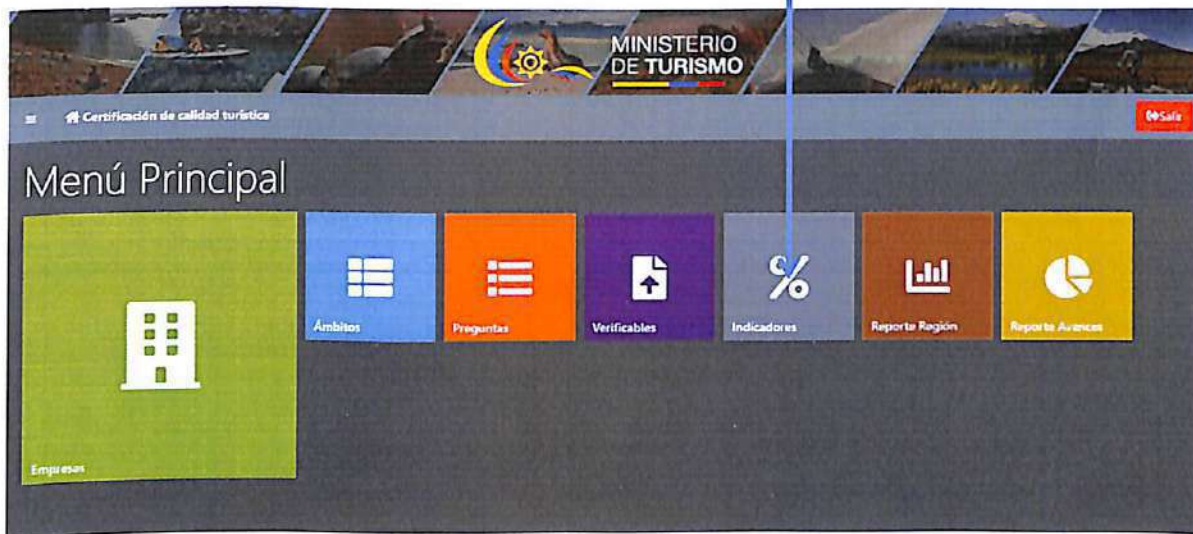 MINISTERIO
DE TURISMO
Certificación de calidad turística
Salir
Menú Principal
Empresas
Ámbitos
Preguntas
Verificables
Indicadores
Reporte Región
Reporte Avances